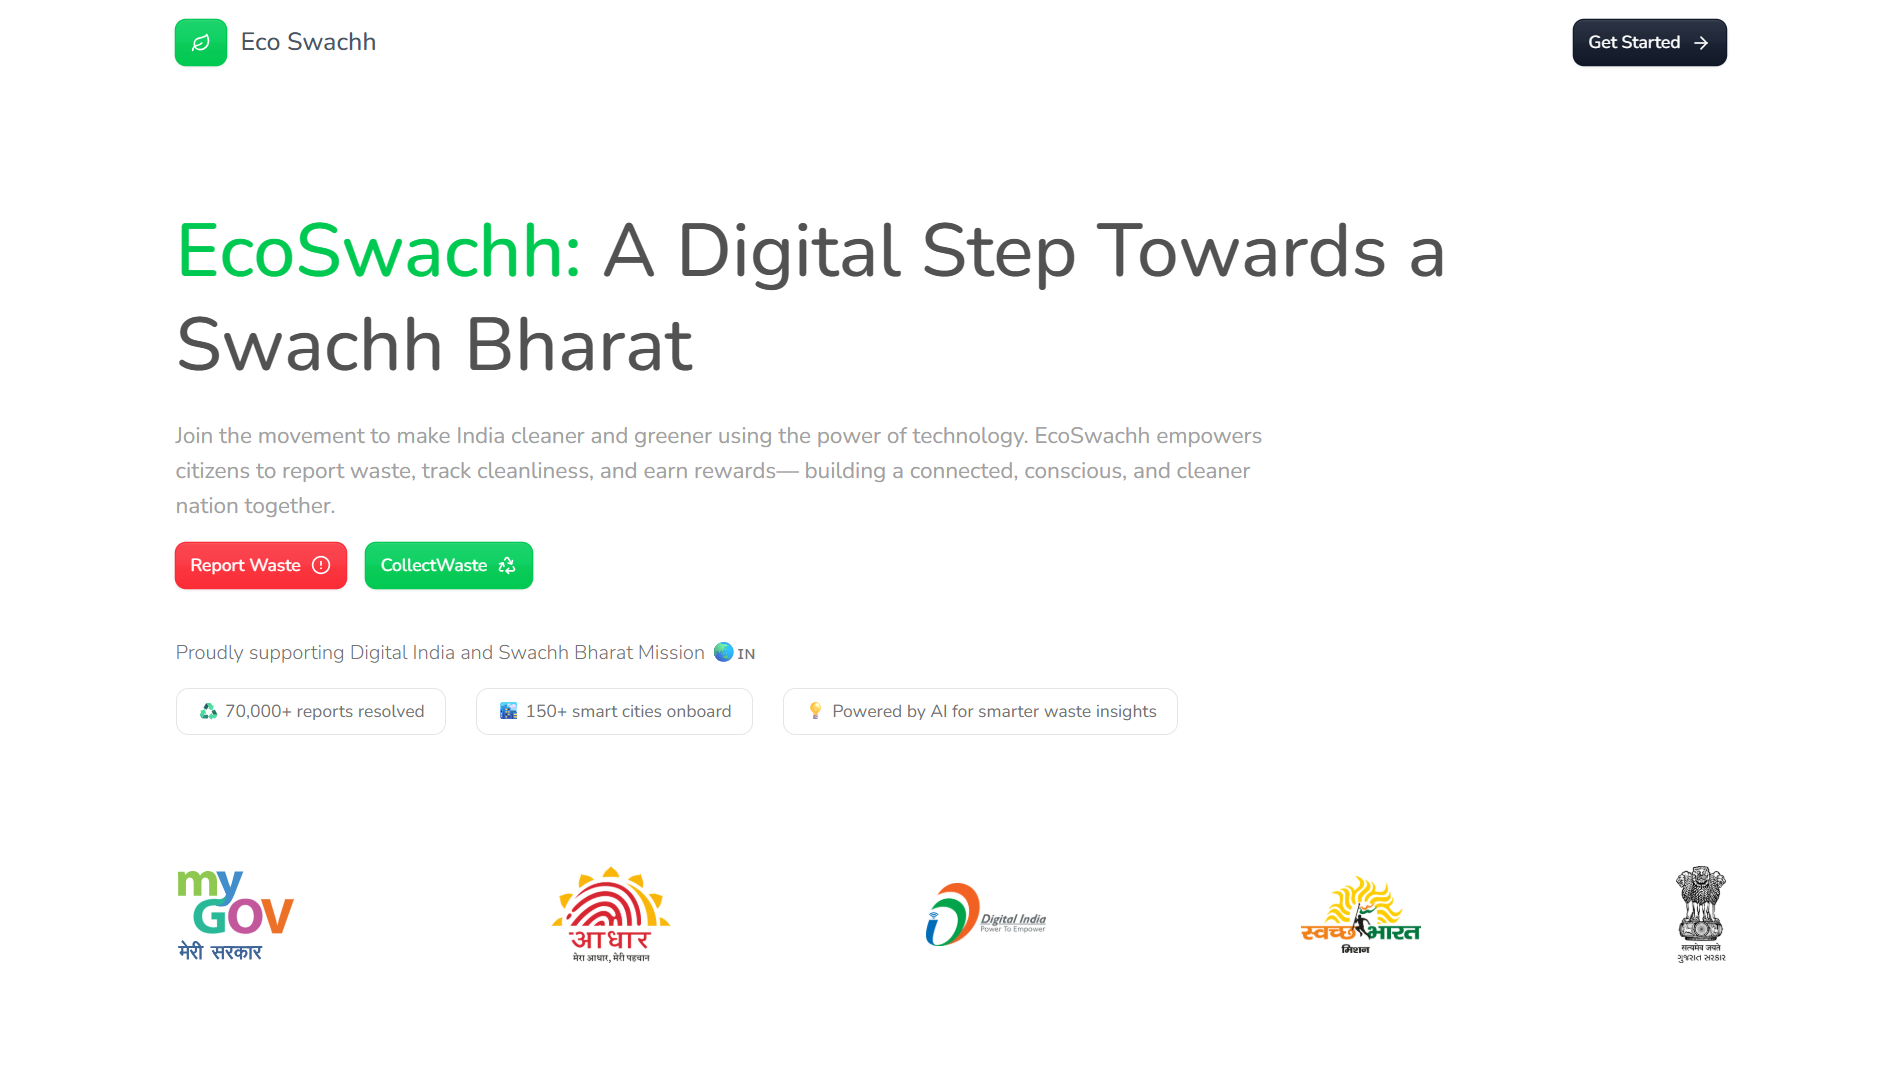 Eco Swachh
Get Started
EcoSwachh: A Digital Step Towards a
Swachh Bharat
Join the movement to make India cleaner and greener using the power of technology. EcoSwachh empowers
citizens to report waste, track cleanliness, and earn rewards— building a connected, conscious, and cleaner
nation together.
Report Waste
CollectWaste
Proudly supporting Digital India and Swachh Bharat Mission 🌏 IN
♻️ 70,000+ reports resolved
🏙️ 150+ smart cities onboard
💡 Powered by AI for smarter waste insights
my
GOV
मेरी सरकार
आधार
मेरा आधार, मेरी पहचान
Digital India
Power To Empower
स्वच्छ भारत
मिशन
सत्यमेव जयते
ગુજરાત સરકાર